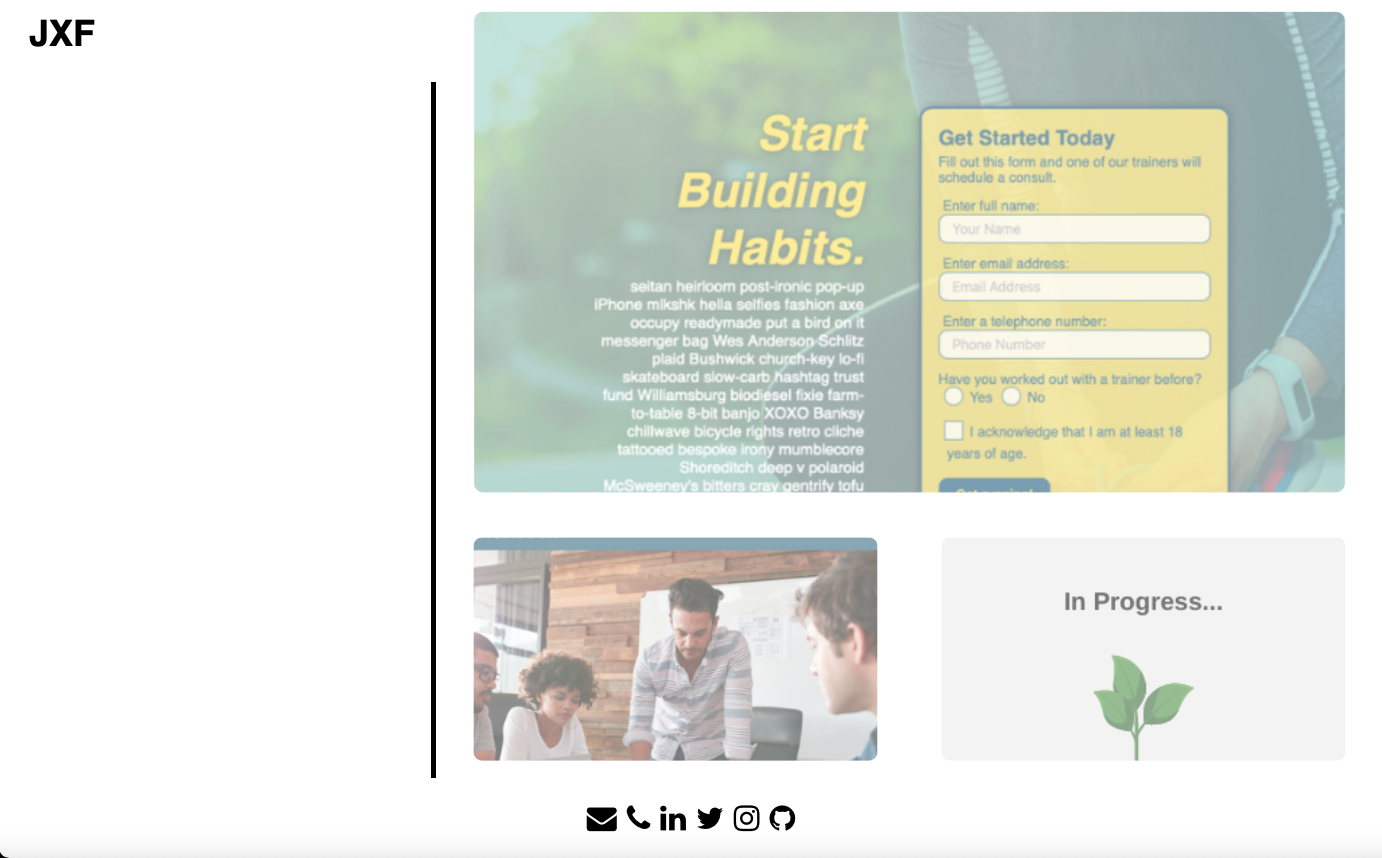 JXF
Start
Building
Habits.
seitan heirloom post-ironic pop-up
iPhone mlkshk hella selfies fashion axe
occupy readymade put a bird on it
messenger bag Wes Anderson Schlitz
plaid Bushwick church-key lo-fi
skateboard slow-carb hashtag trust
fund Williamsburg biodiesel fixie farm-
to-table 8-bit banjo XOXO Banksy
chillwave bicycle rights retro cliche
tattooed bespoke irony mumblecore
Shoreditch deep v polaroid
McSweeney's bitters cray gentrify tofu
Get Started Today
Fill out this form and one of our trainers will
schedule a consult.
Enter full name:
Your Name
Enter email address:
Email Address
Enter a telephone number:
Phone Number
Have you worked out with a trainer before?
Yes No
I acknowledge that I am at least 18
years of age.
In Progress...
in